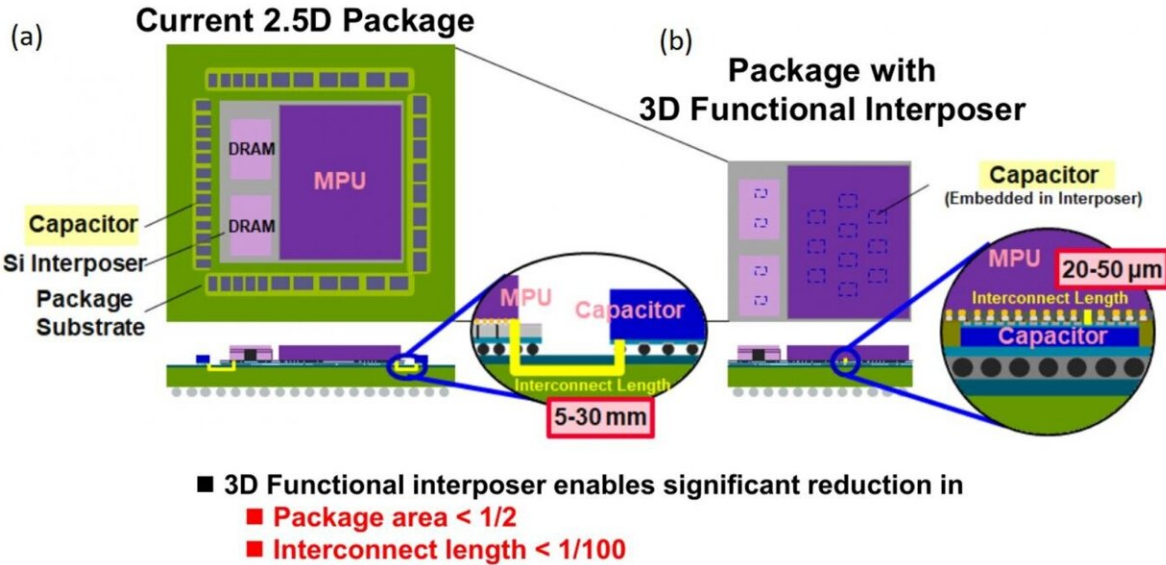 (a)
Current 2.5D Package
DRAM
DRAM
MPU
Capacitor
Si Interposer
Package
Substrate
MPU
Capacitor
Interconnect Length
5-30 mm
(b)
Package with
3D Functional Interposer
Capacitor
(Embedded in Interposer)
MPU
20-50 µm
Interconnect Length
Capacitor
■ 3D Functional interposer enables significant reduction in
■ Package area < 1/2
■ Interconnect length < 1/100